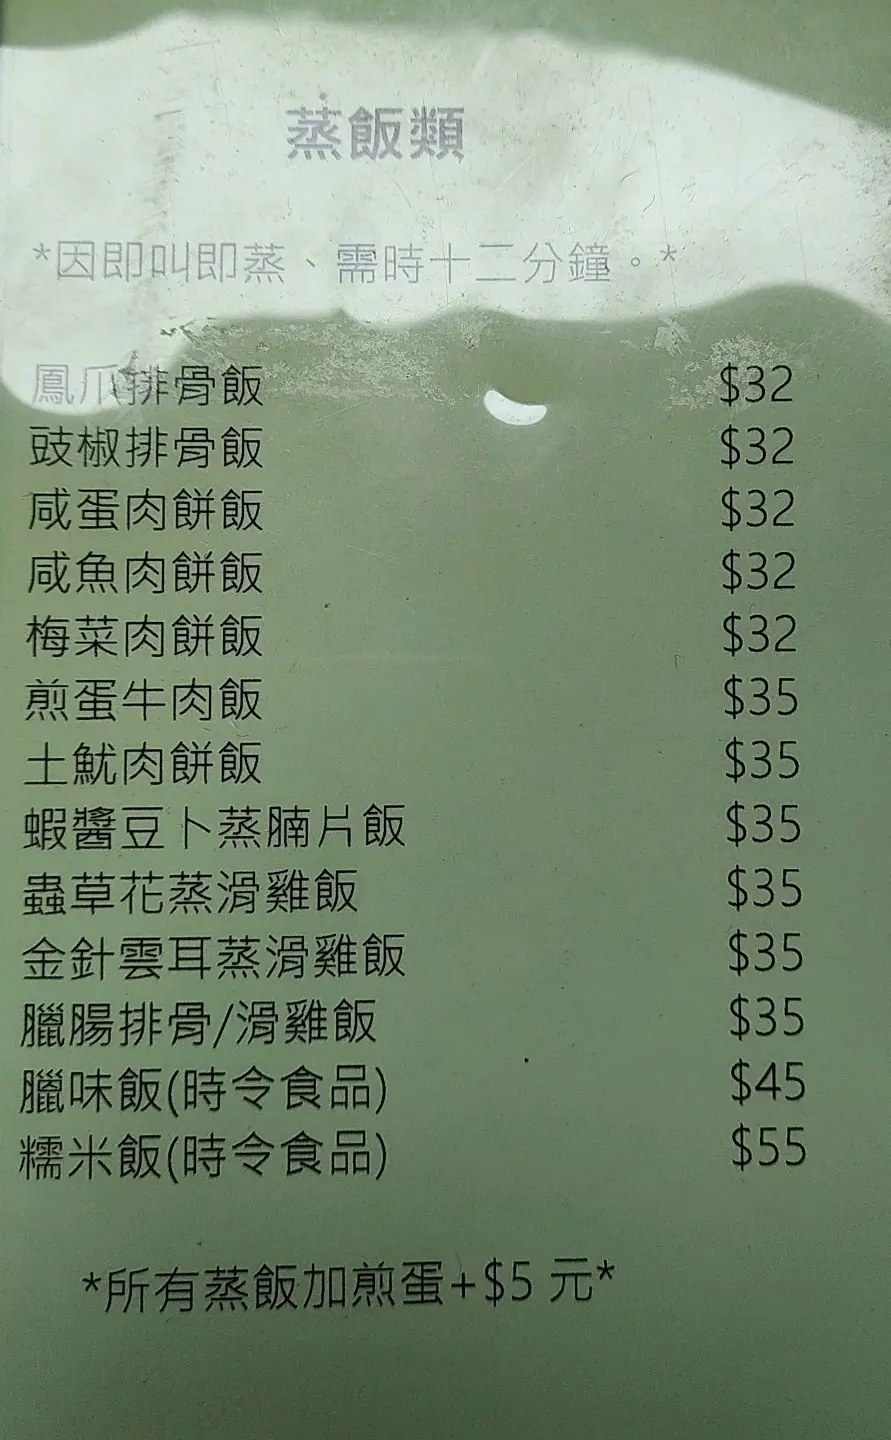 蒸飯類
*因即叫即蒸、需時十二分鐘。*
鳳爪排骨飯 $32
豉椒排骨飯 $32
咸蛋肉餅飯 $32
咸魚肉餅飯 $32
梅菜肉餅飯 $32
煎蛋牛肉飯 $35
土魷肉餅飯 $35
蝦醬豆卜蒸腩片飯 $35
蟲草花蒸滑雞飯 $35
金針雲耳蒸滑雞飯 $35
臘腸排骨/滑雞飯 $35
臘味飯(時令食品) $45
糯米飯(時令食品) $55
*所有蒸飯加煎蛋+$5 元*